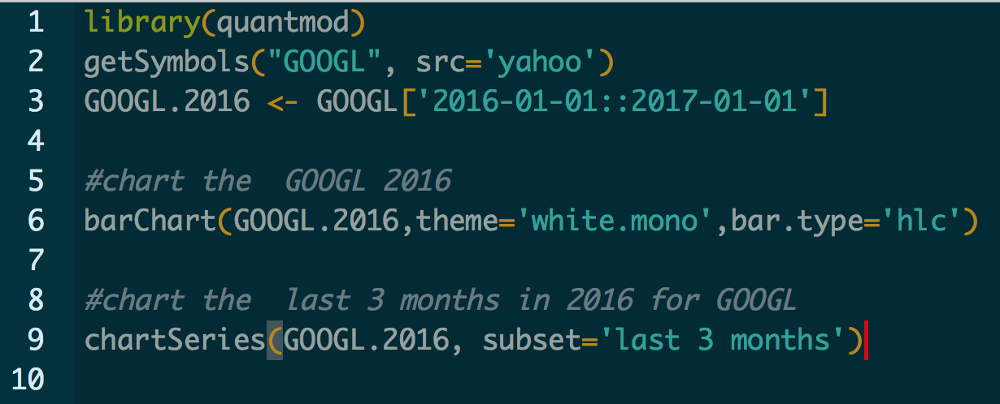 1 library(quantmod)
2 getSymbols("GOOGL", src='yahoo')
3 GOOGL.2016 <- GOOGL['2016-01-01::2017-01-01']
4
5 #chart the  GOOGL 2016
6 barChart(GOOGL.2016,theme='white.mono',bar.type='hlc')
7
8 #chart the  last 3 months in 2016 for GOOGL
9 chartSeries(GOOGL.2016, subset='last 3 months')
10